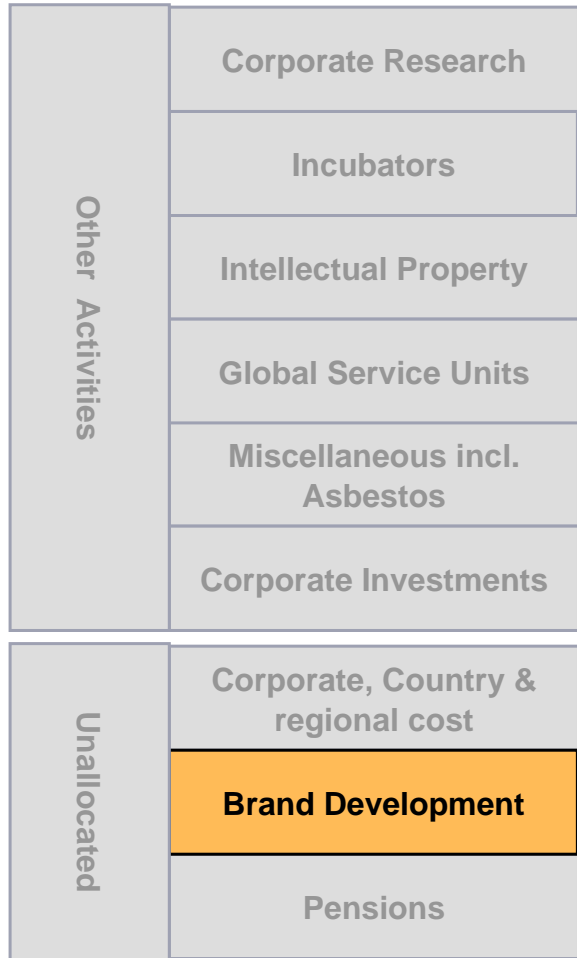 Other Activities
Corporate Research
Incubators
Intellectual Property
Global Service Units
Miscellaneous incl.
Asbestos
Corporate Investments
Unallocated
Corporate, Country &
regional cost
Brand Development
Pensions